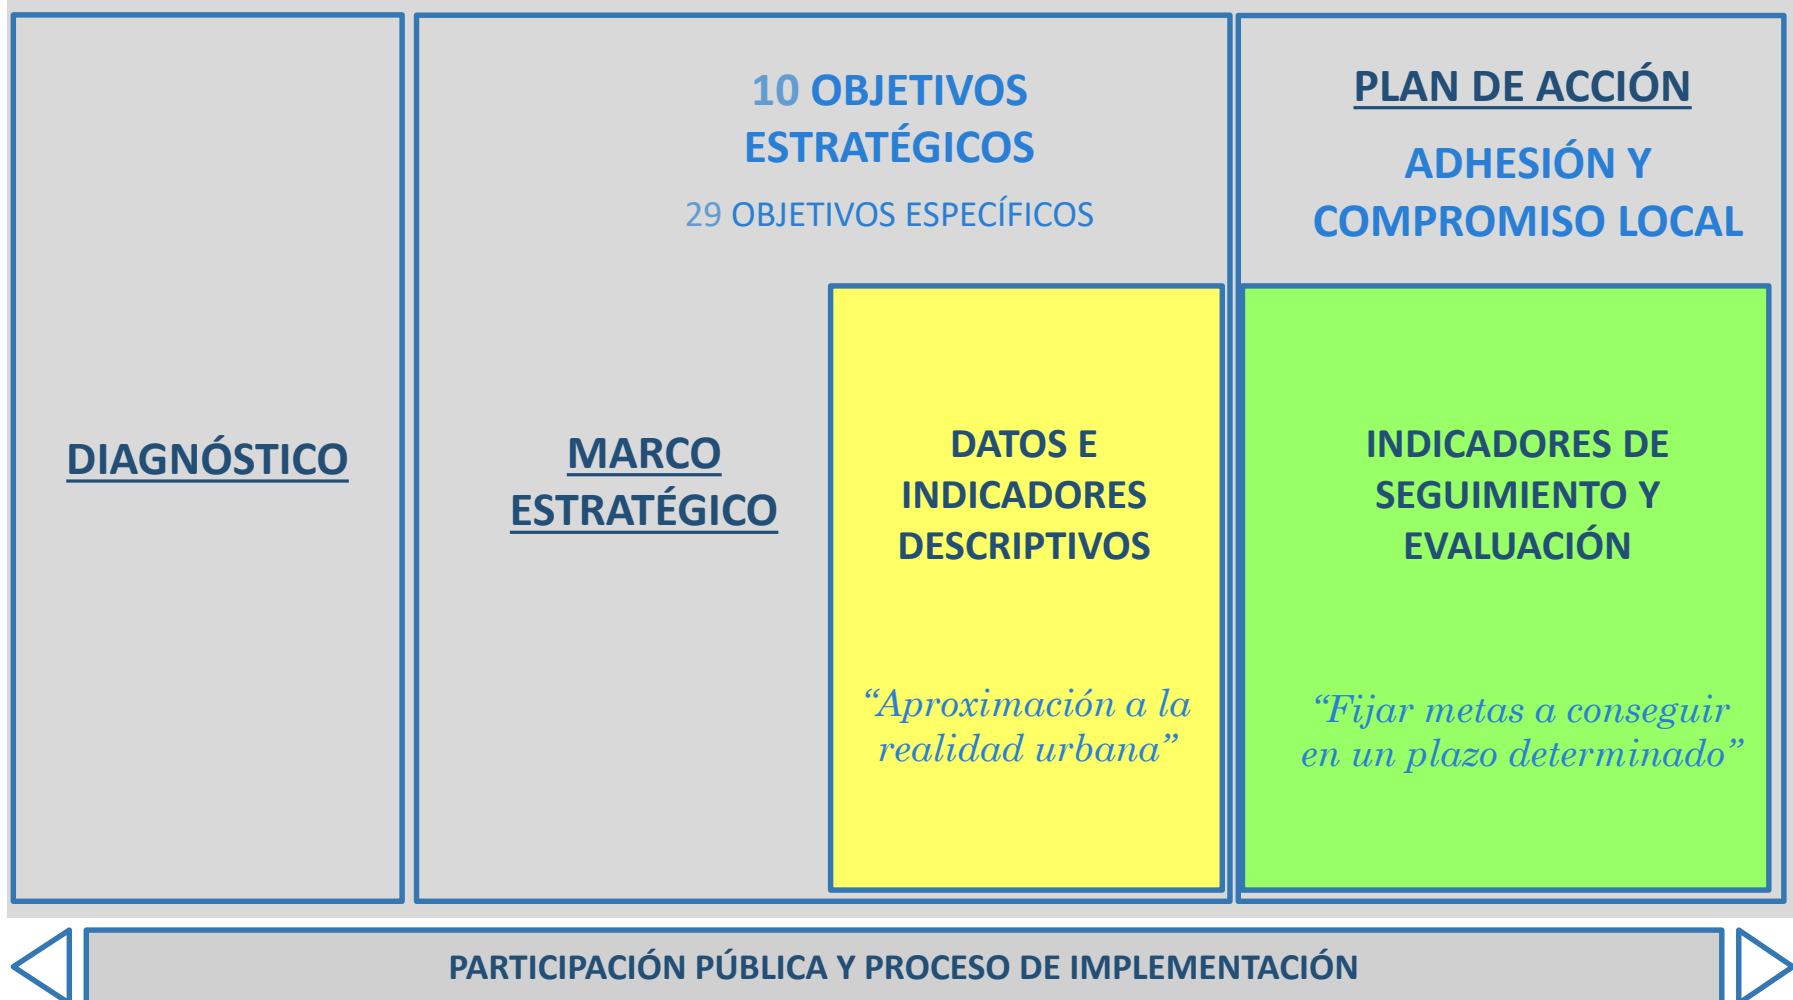 DIAGNÓSTICO
10 OBJETIVOS
ESTRATÉGICOS
29 OBJETIVOS ESPECÍFICOS
MARCO
ESTRATÉGICO
DATOS E
INDICADORES
DESCRIPTIVOS
“Aproximación a la
realidad urbana”
PLAN DE ACCIÓN
ADHESIÓN Y
COMPROMISO LOCAL
INDICADORES DE
SEGUIMIENTO Y
EVALUACIÓN
“Fijar metas a conseguir
en un plazo determinado”
PARTICIPACIÓN PÚBLICA Y PROCESO DE IMPLEMENTACIÓN